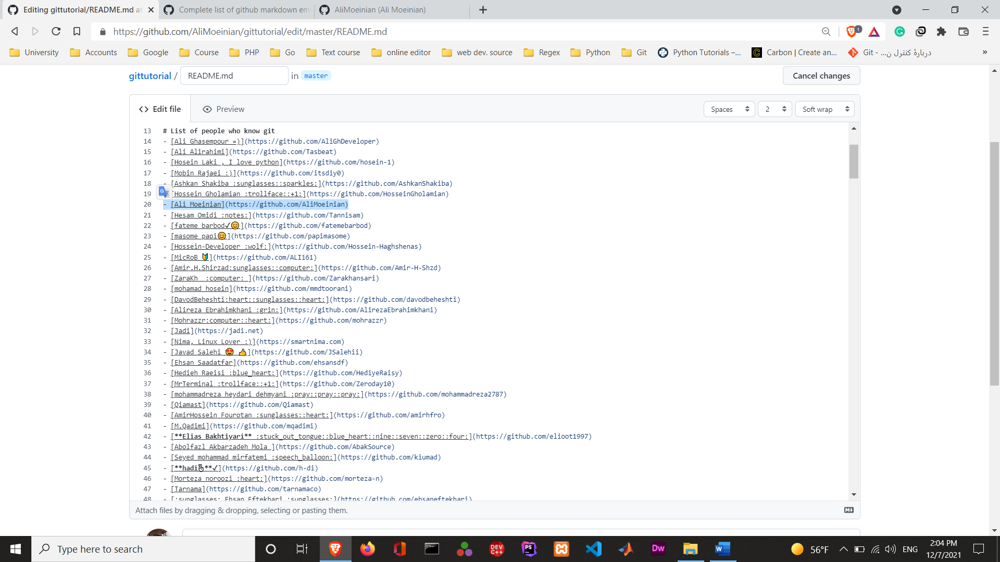 Editing gittutorial/README.md at
Complete list of github markdown em
AliMoeinian (Ali Moeinian)
https://github.com/AliMoeinian/gittutorial/edit/master/README.md
1
University
Accounts
Google
Course
PHP
Go
Text course
online editor
web dev. source
Regex
Python
Git
Python Tutorials –...
Carbon | Create an...
Git - ...دربارهٔ کنترل ن
»
gittutorial / README.md in master
Cancel changes
Edit file
Preview
Spaces
2
Soft wrap
13 # List of people who know git
14 - [Ali Ghasempour =)](https://github.com/AliGhDeveloper)
15 - [Ali Alirahimi](https://github.com/Tasbeat)
16 - [Hosein Laki , I love python](https://github.com/hosein-1)
17 - [Mobin Rajaei :)](https://github.com/itsdiy0)
18 - [Ashkan Shakiba :sunglasses::sparkles:](https://github.com/AshkanShakiba)
19 [Hossein Gholamian :trollface::+1:](https://github.com/HosseinGholamian)
20 - [Ali Moeinian](https://github.com/AliMoeinian)
21 - [Hesam Omidi :notes:](https://github.com/Tannisam)
22 - [fateme barbod✔😊](https://github.com/fatemebarbod)
23 - [masome papi😊](https://github.com/papimasome)
24 - [Hossein-Developer :wolf:](https://github.com/Hossein-Haghshenas)
25 - [MicRoB 🔰](https://github.com/ALI161)
26 - [Amir.H.Shirzad:sunglasses::computer:](https://github.com/Amir-H-Shzd)
27 - [ZaraKh  :computer: ](https://github.com/Zarakhansari)
28 - [mohamad hosein](https://github.com/mmdtoorani)
29 - [DavodBeheshti:heart::sunglasses::heart:](https://github.com/davodbeheshti)
30 - [Alireza Ebrahimkhani :grin:](https://github.com/AlirezaEbrahimkhani)
31 - [Mohrazzr:computer::heart:](https://github.com/mohrazzr)
32 - [Jadi](https://jadi.net)
33 - [Nima, Linux Lover :)](https://smartnima.com)
34 - [Javad Salehi 😍 👍](https://github.com/JSalehii)
35 - [Ehsan Saadatfar](https://github.com/ehsansdf)
36 - [Hedieh Raeisi :blue_heart:](https://github.com/HediyeRaisy)
37 - [MrTerminal :trollface::+1:](https://github.com/Zeroday10)
38 - [mohammadreza heydari dehmyani :pray::pray::pray:](https://github.com/mohammadreza2787)
39 - [Qiamast](https://github.com/Qiamast)
40 - [AmirHossein Fourotan :sunglasses::heart:](https://github.com/amirhfro)
41 - [M.Qadimi](https://github.com/mqadimi)
42 - [**Elias Bakhtiyari** :stuck_out_tongue::blue_heart::nine::seven::zero::four:](https://github.com/elioot1997)
43 - [Abolfazl Akbarzadeh Mola ](https://github.com/AbakSource)
44 - [Seyed mohammad mirfatemi :speech_balloon:](https://github.com/kiumad)
45 - [**hadi**✔](https://github.com/h-di)
46 - [Morteza noroozi :heart:](https://github.com/morteza-n)
47 - [Tarnama](https://github.com/tarnamaco)
48 - [:sunglasses: Ehsan Eftekhari :sunglasses:](https://github.com/ehsaneftekhari)
Attach files by dragging & dropping, selecting or pasting them.
Type here to search
56°F
ENG
2:04 PM
12/7/2021